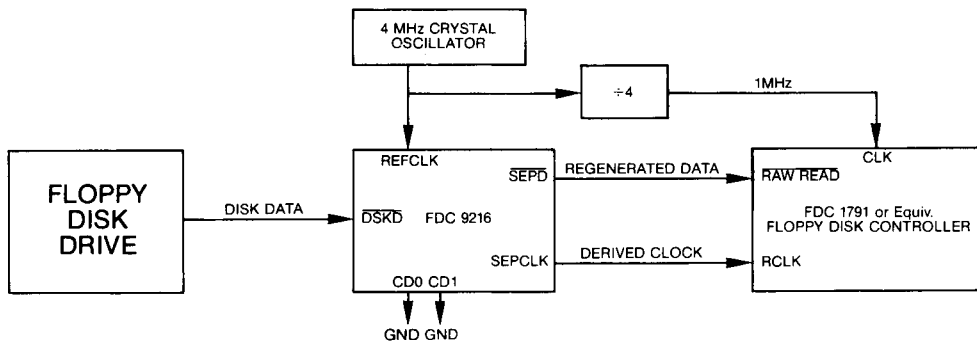 4 MHz CRYSTAL
OSCILLATOR
÷4
1MHz
FLOPPY
DISK
DRIVE
DISK DATA
REFCLK
SEPD
DSKD
FDC 9216
SEPCLK
CD0 CD1
GND GND
REGENERATED DATA
DERIVED CLOCK
CLK
RAW READ
FDC 1791 or Equiv.
FLOPPY DISK CONTROLLER
RCLK